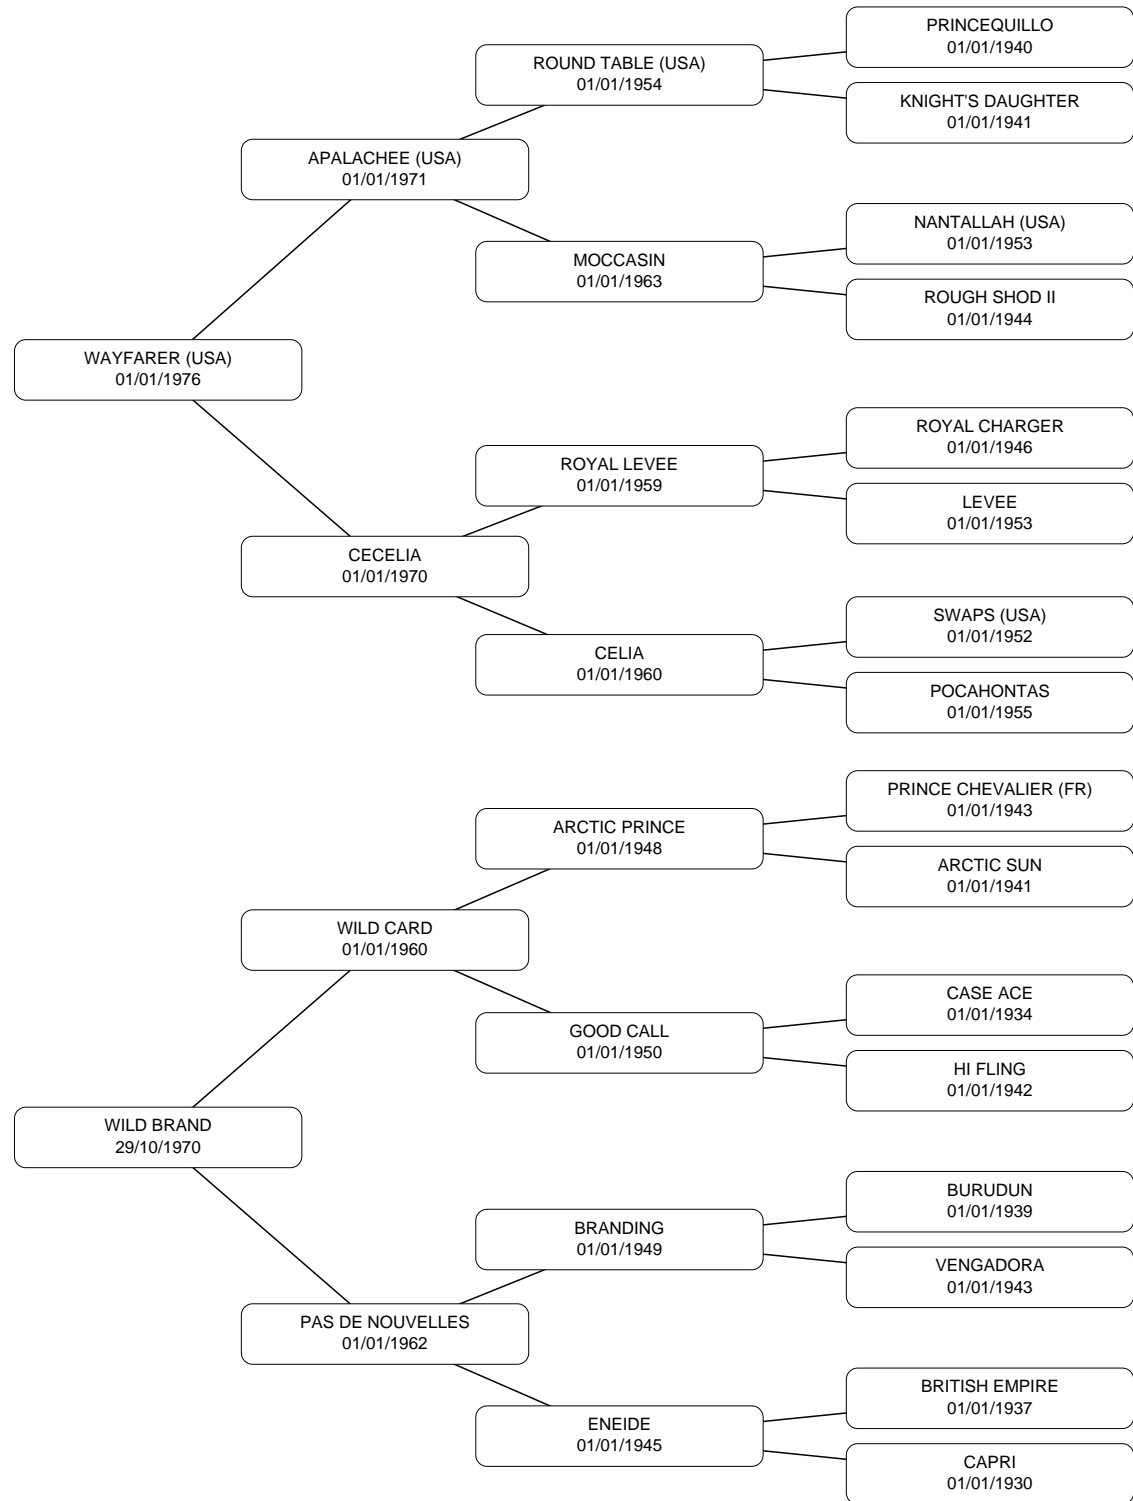 PRINCEQUILLO
01/01/1940
ROUND TABLE (USA)
01/01/1954
KNIGHT'S DAUGHTER
01/01/1941
APALACHEE (USA)
01/01/1971
NANTALLAH (USA)
01/01/1953
MOCCASIN
01/01/1963
ROUGH SHOD II
01/01/1944
WAYFARER (USA)
01/01/1976
ROYAL CHARGER
01/01/1946
ROYAL LEVEE
01/01/1959
LEVEE
01/01/1953
CECELIA
01/01/1970
SWAPS (USA)
01/01/1952
CELIA
01/01/1960
POCAHONTAS
01/01/1955
PRINCE CHEVALIER (FR)
01/01/1943
ARCTIC PRINCE
01/01/1948
ARCTIC SUN
01/01/1941
WILD CARD
01/01/1960
CASE ACE
01/01/1934
GOOD CALL
01/01/1950
HI FLING
01/01/1942
WILD BRAND
29/10/1970
BURUDUN
01/01/1939
BRANDING
01/01/1949
VENGADORA
01/01/1943
PAS DE NOUVELLES
01/01/1962
BRITISH EMPIRE
01/01/1937
ENEIDE
01/01/1945
CAPRI
01/01/1930